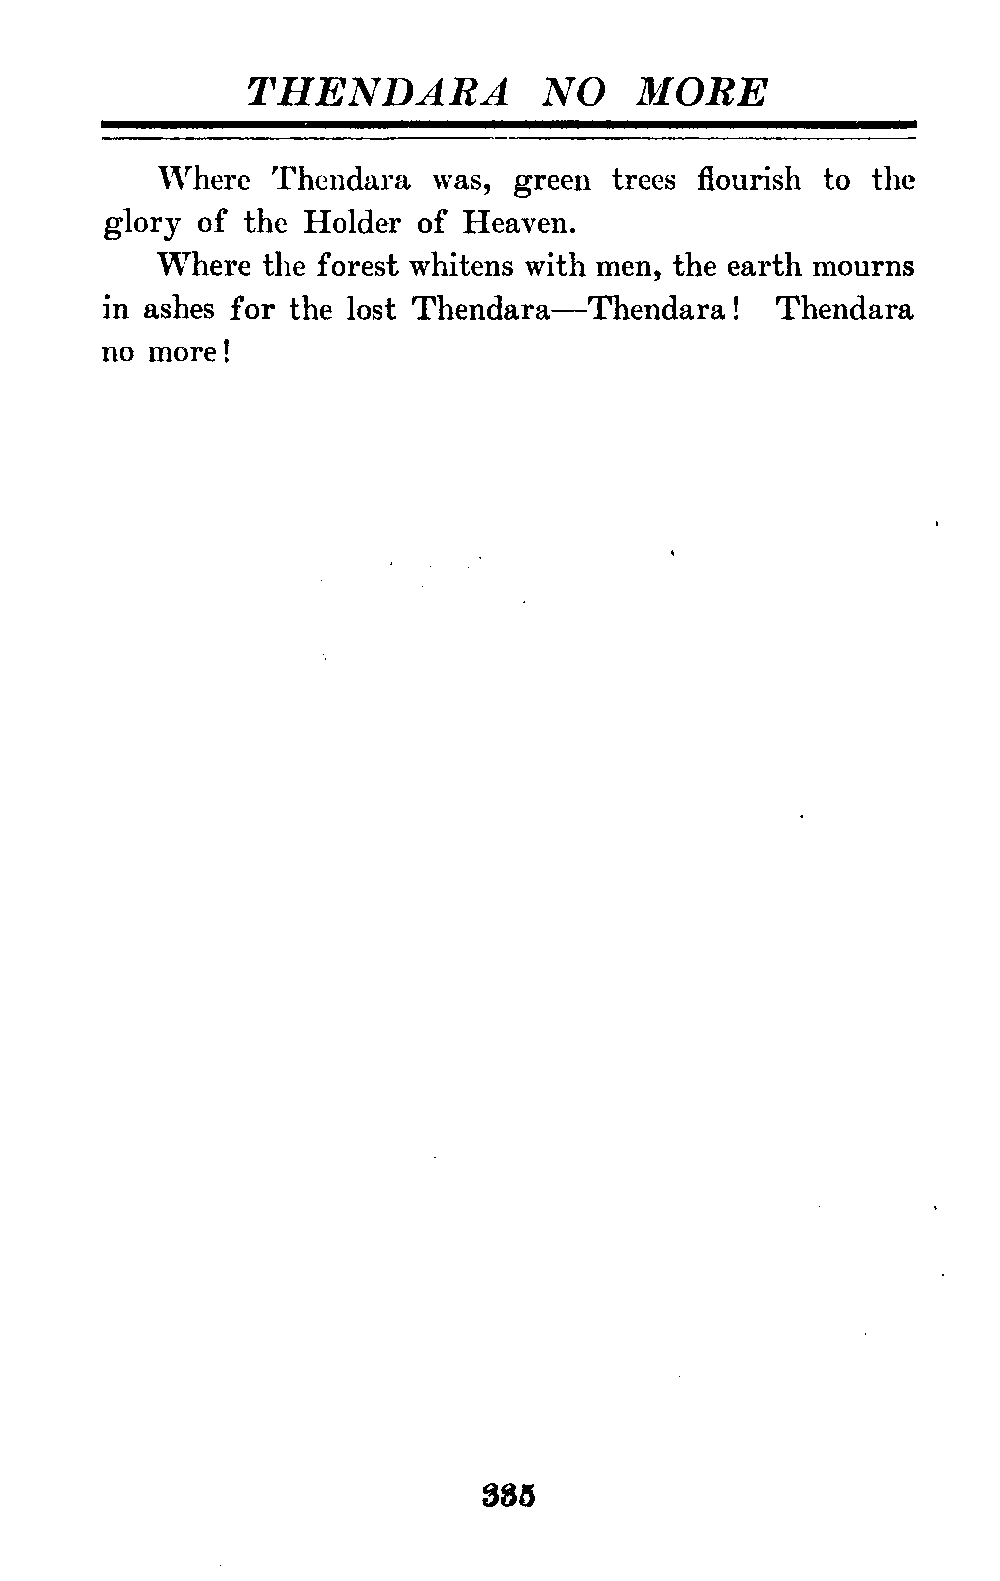 THENDARA NO MORE
Where Thendara was, green trees flourish to the
glory of the Holder of Heaven.
Where the forest whitens with men, the earth mourns
in ashes for the lost Thendara—Thendara! Thendara
no more!
335